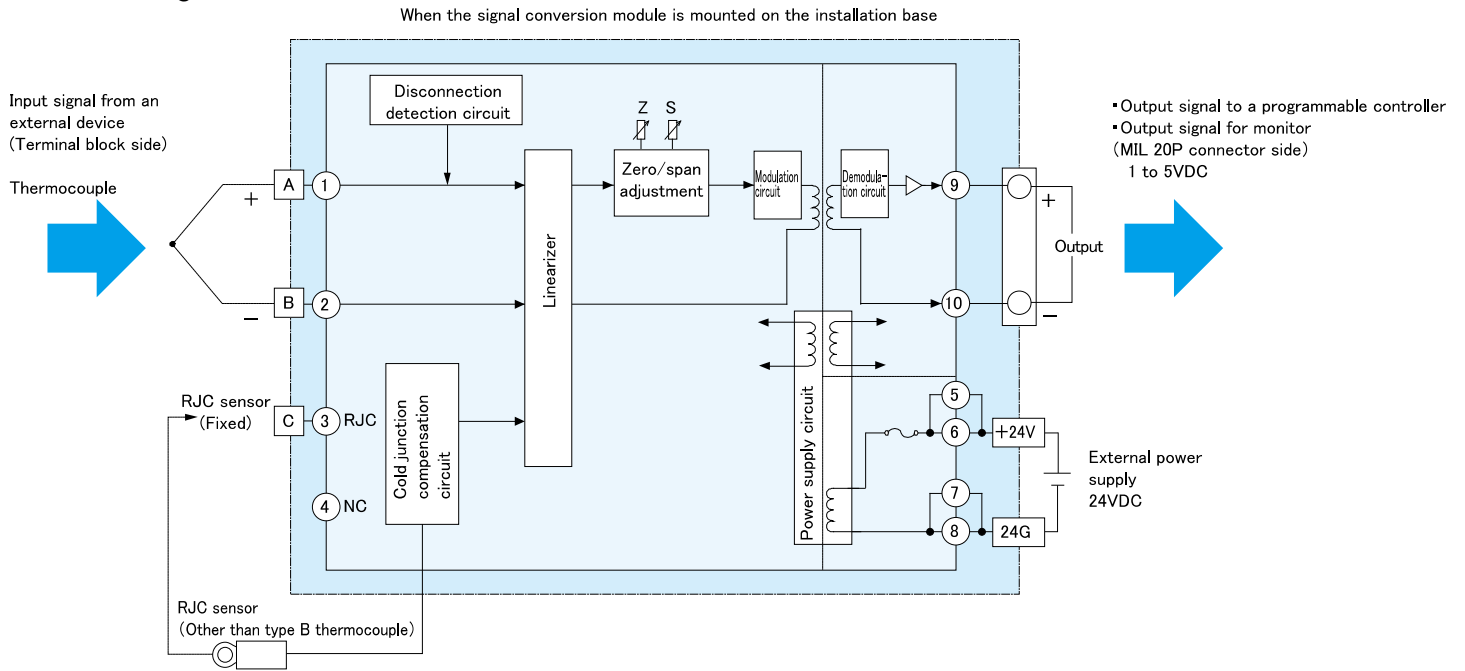 When the signal conversion module is mounted on the installation base
Input signal from an
external device
(Terminal block side)
Thermocouple
Disconnection
detection circuit
Z
S
Zero/span
adjustment
Modulation
circuit
Demodula-
tion circuit
▪Output signal to a programmable controller
▪Output signal for monitor
(MIL 20P connector side)
1 to 5VDC
A
1
+
B
2
−
Linearizer
9
+
Output
10
−
RJC sensor
(Fixed)
C
3
RJC
4
NC
Cold junction
compensation
circuit
Power supply circuit
5
6
+24V
7
8
24G
External power
supply
24VDC
RJC sensor
(Other than type B thermocouple)